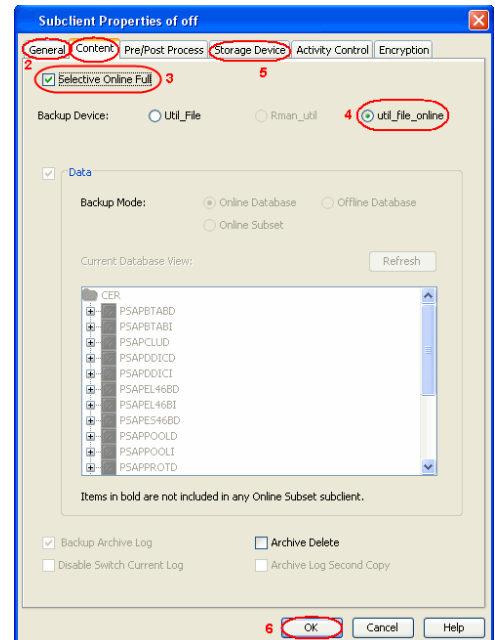 Subclient Properties of off
General Content Pre/Post Process Storage Device Activity Control Encryption
2 5
Selective Online Full 3
Backup Device: Util_File Rman_util 4 util_file_online
Data
Backup Mode: Online Database Offline Database
Online Subset
Current Database View: Refresh
CER
PSAPBTABD
PSAPBTABI
PSAPCLUD
PSAPDDICD
PSAPDDICI
PSAPEL46BD
PSAPEL46BI
PSAPES46BD
PSAPPOOLD
PSAPPOOLI
PSAPPROTD
Items in bold are not included in any Online Subset subclient.
Backup Archive Log Archive Delete
Disable Switch Current Log Archive Log Second Copy
6 OK Cancel Help